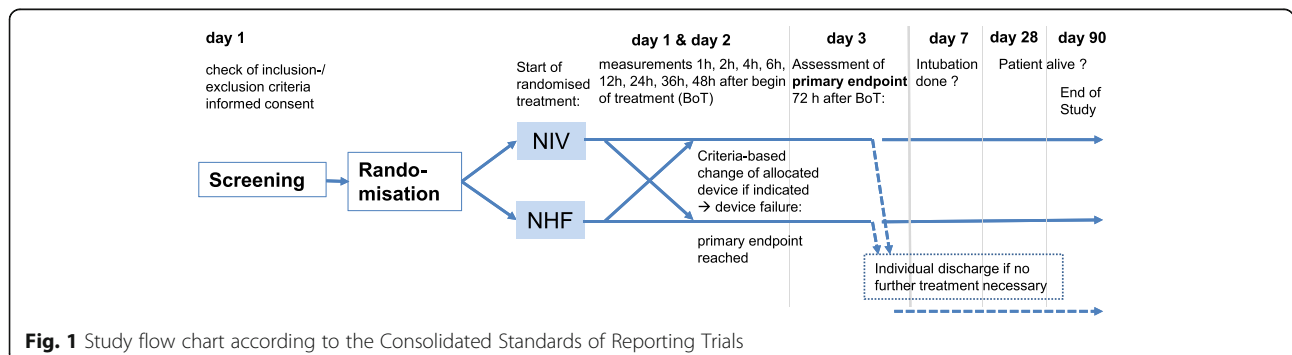 day 1
check of inclusion-/
exclusion criteria
informed consent
Screening
Rando-
misation
Start of
randomised
treatment:
NIV
NHF
day 1 & day 2
measurements 1h, 2h, 4h, 6h,
12h, 24h, 36h, 48h after begin
of treatment (BoT)
Criteria-based
change of allocated
device if indicated
→ device failure:
primary endpoint
reached
day 3
Assessment of
primary endpoint
72 h after BoT:
day 7
Intubation
done ?
day 28
day 90
Patient alive ?
End of
Study
Individual discharge if no
further treatment necessary
Fig. 1 Study flow chart according to the Consolidated Standards of Reporting Trials